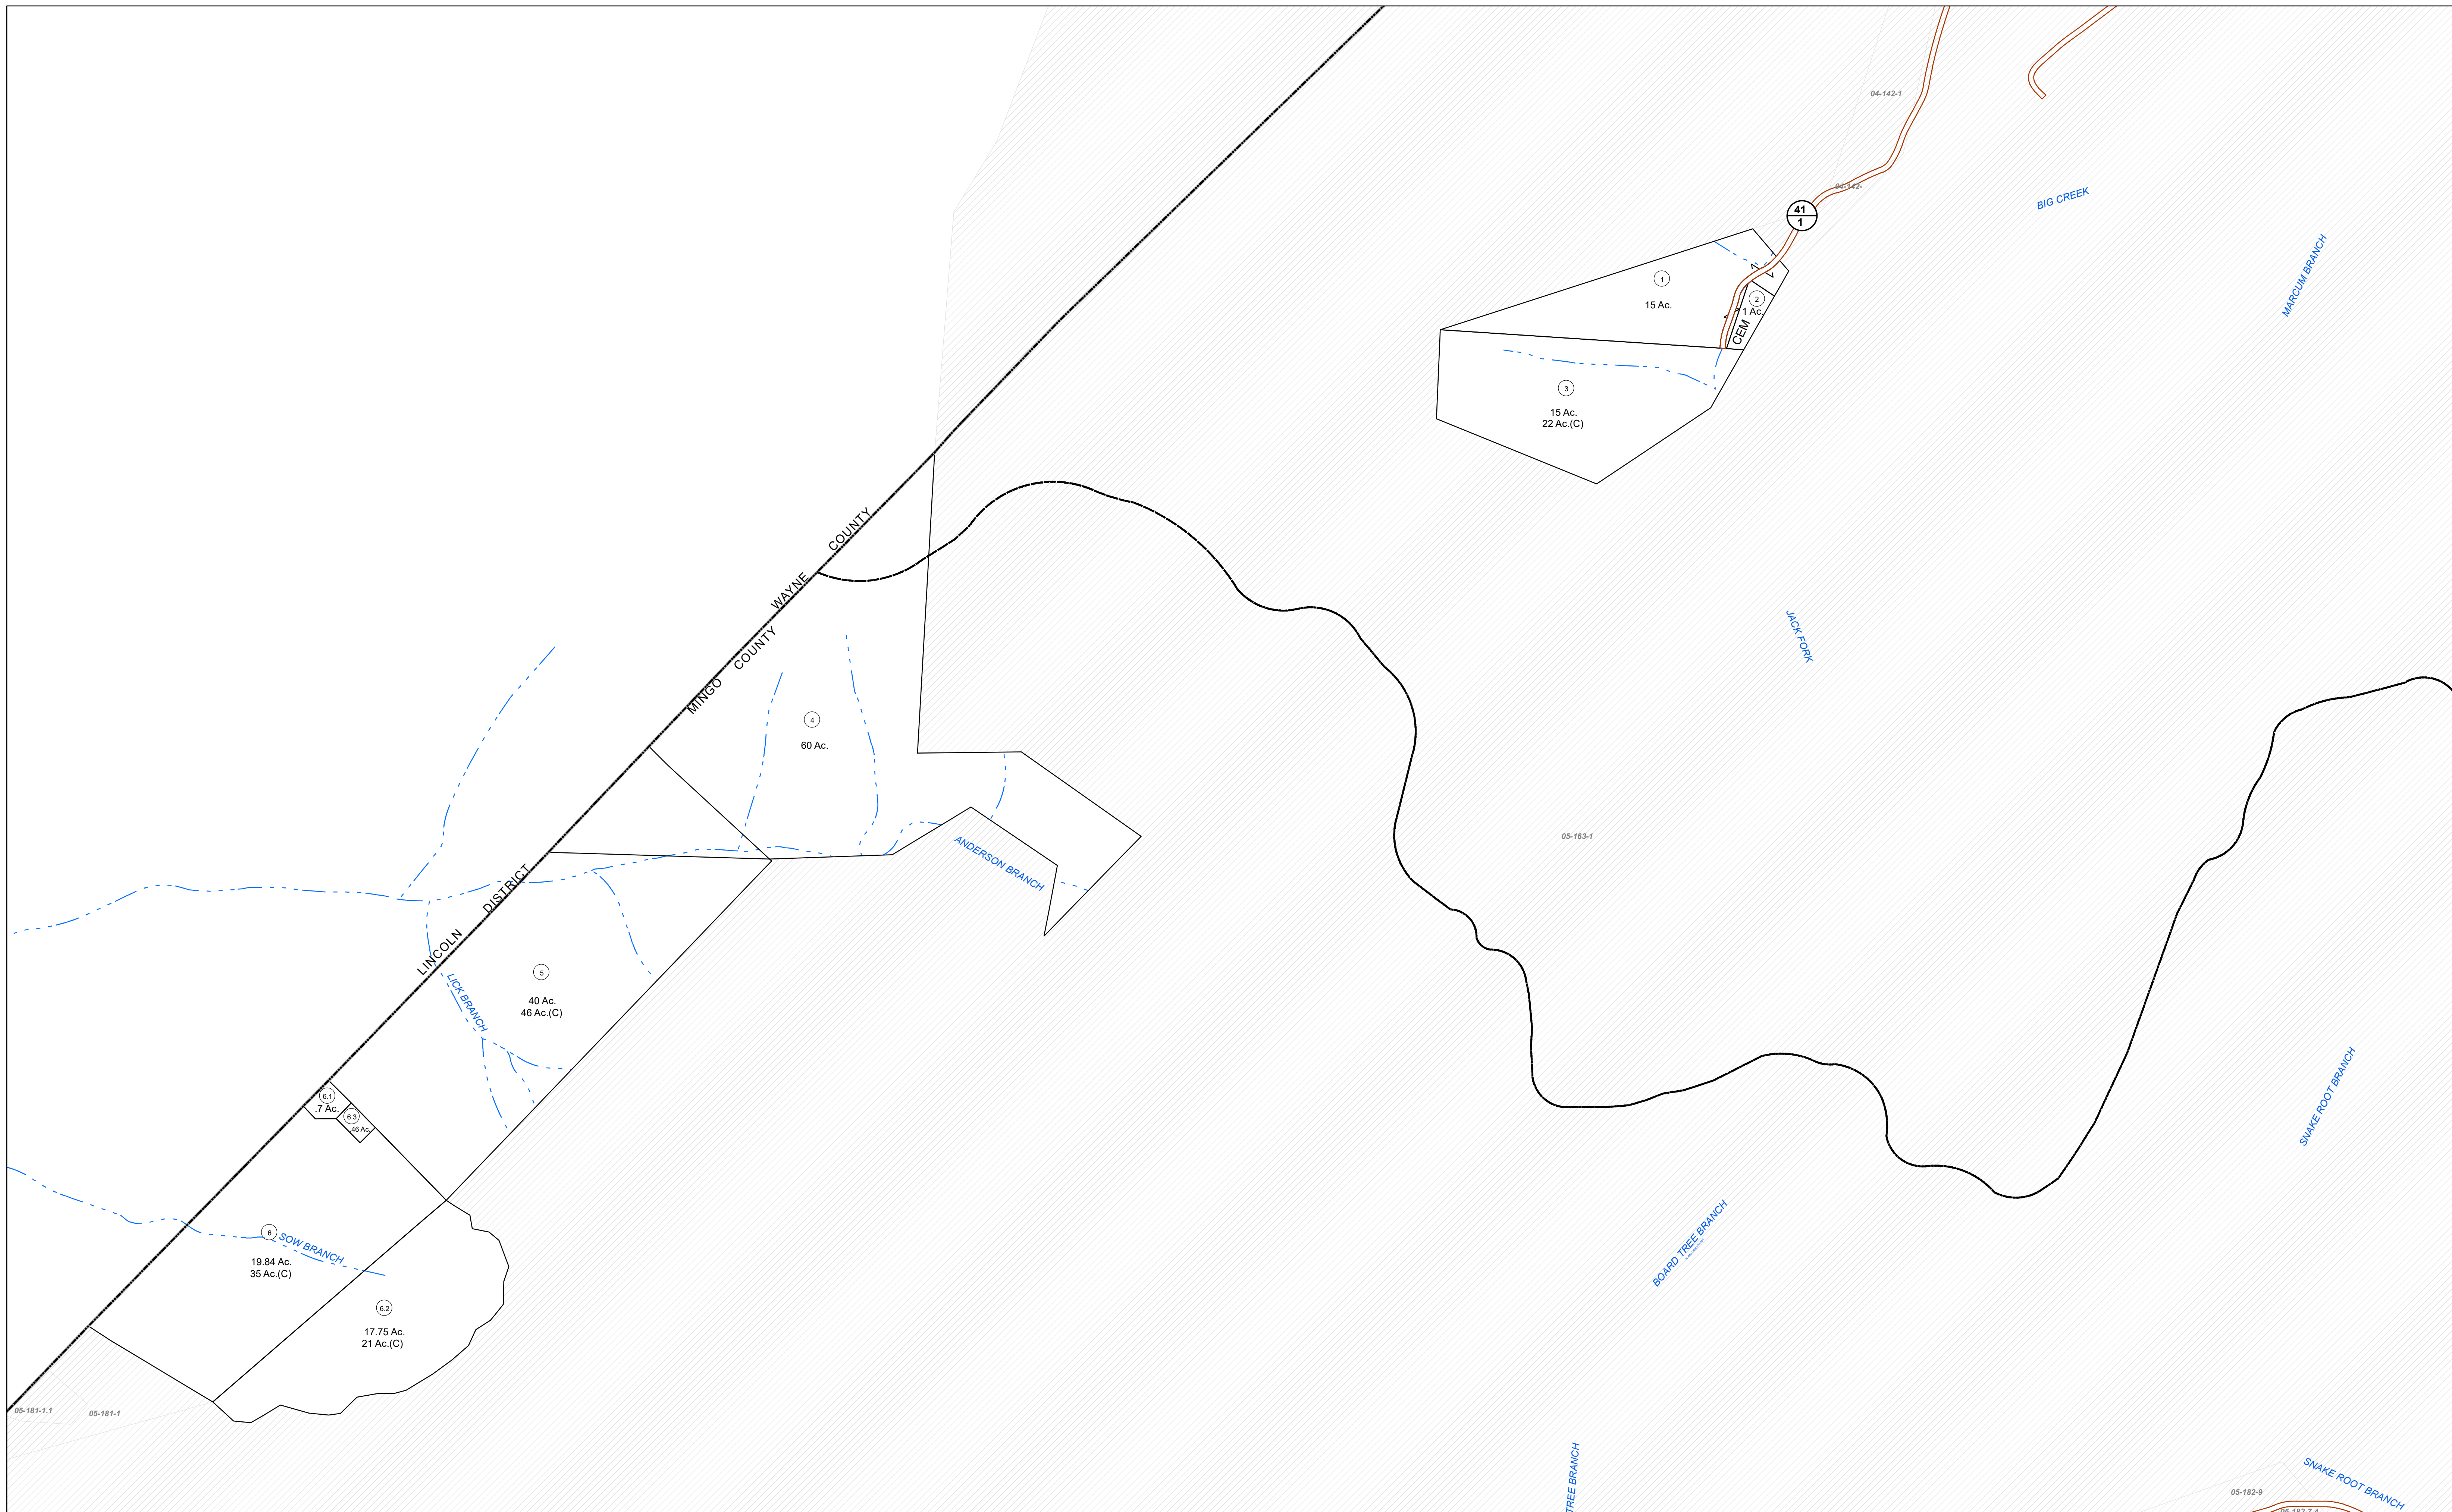 04-142-1
04-142-
BIG CREEK
41
1
MARCUM BRANCH
1
15 Ac.
2
1 Ac.
CEM
3
15 Ac.
22 Ac.(C)
WAYNE COUNTY
MINGO COUNTY
JACK FORK
4
60 Ac.
05-163-1
ANDERSON BRANCH
LINCOLN DISTRICT
5
40 Ac.
46 Ac.(C)
LICK BRANCH
SNAKE ROOT BRANCH
6.1
.7 Ac.
6.3
.46 Ac.
6
SOW BRANCH
19.84 Ac.
35 Ac.(C)
BOARD TREE BRANCH
6.2
17.75 Ac.
21 Ac.(C)
05-181-1.1
05-181-1
TREE BRANCH
SNAKE ROOT BRANCH
05-182-9